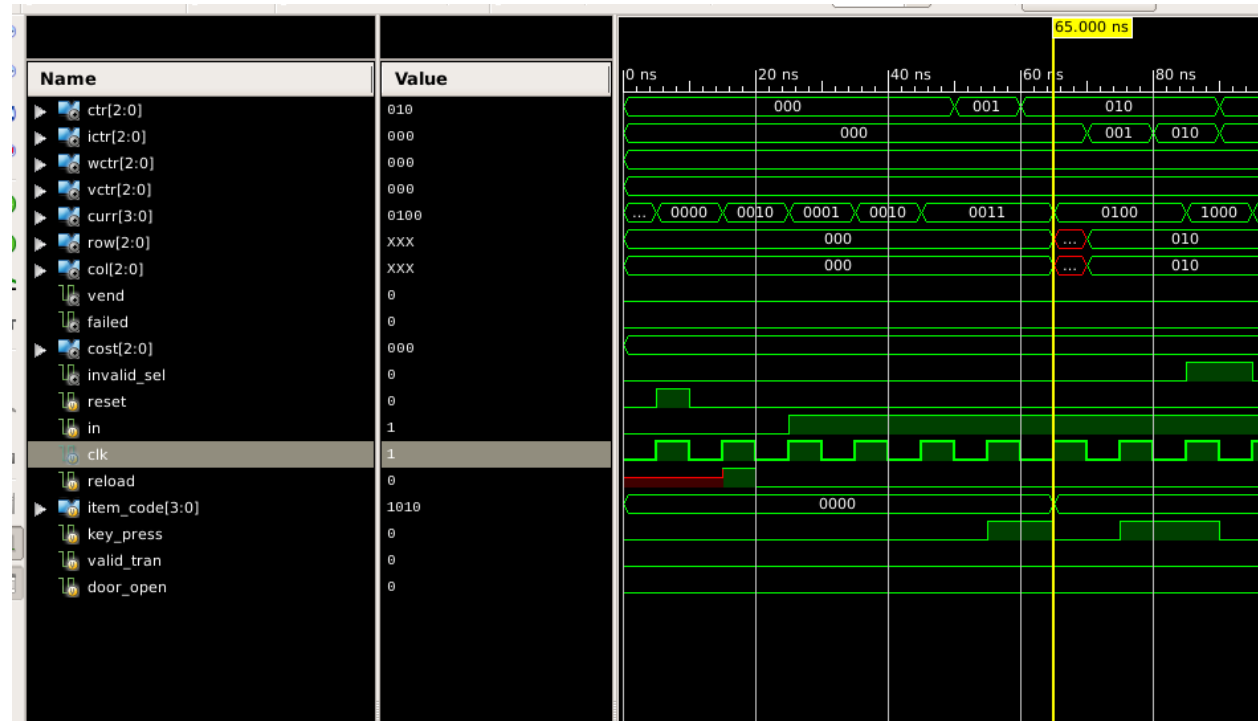 65.000 ns
Name Value 0 ns 20 ns 40 ns 60 ns 80 ns
ctr[2:0] 010 000 001 010
ictr[2:0] 000 000 001 010
wctr[2:0] 000
vctr[2:0] 000
curr[3:0] 0100 ... 0000 0010 0001 0010 0011 0100 1000
row[2:0] XXX 000 ... 010
col[2:0] XXX 000 ... 010
vend 0
failed 0
cost[2:0] 000
invalid_sel 0
reset 0
in 1
clk 1
reload 0
item_code[3:0] 1010 0000
key_press 0
valid_tran 0
door_open 0